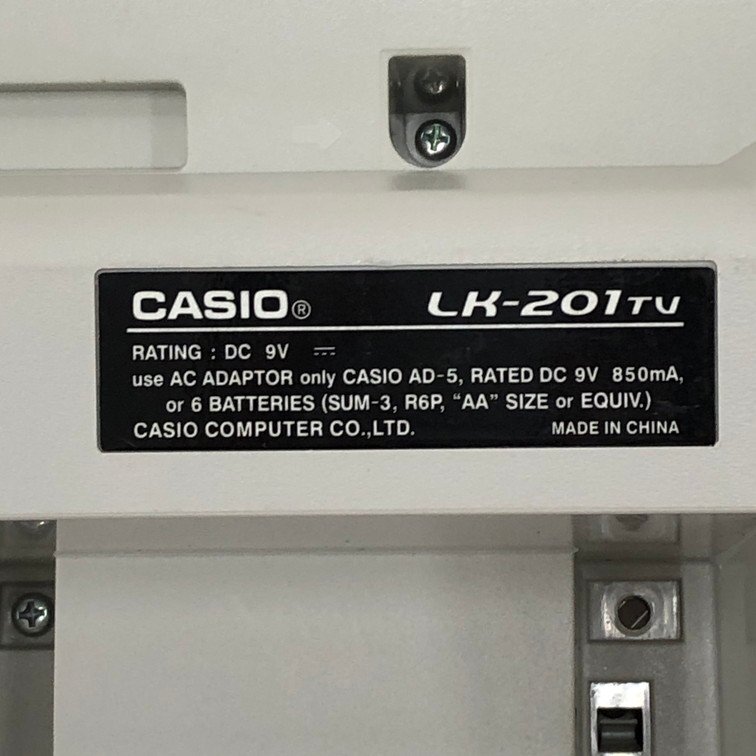 CASIO® LK-201TV
RATING : DC 9V ⎓
use AC ADAPTOR only CASIO AD-5, RATED DC 9V 850mA,
or 6 BATTERIES (SUM-3, R6P, “AA” SIZE or EQUIV.)
CASIO COMPUTER CO.,LTD. MADE IN CHINA